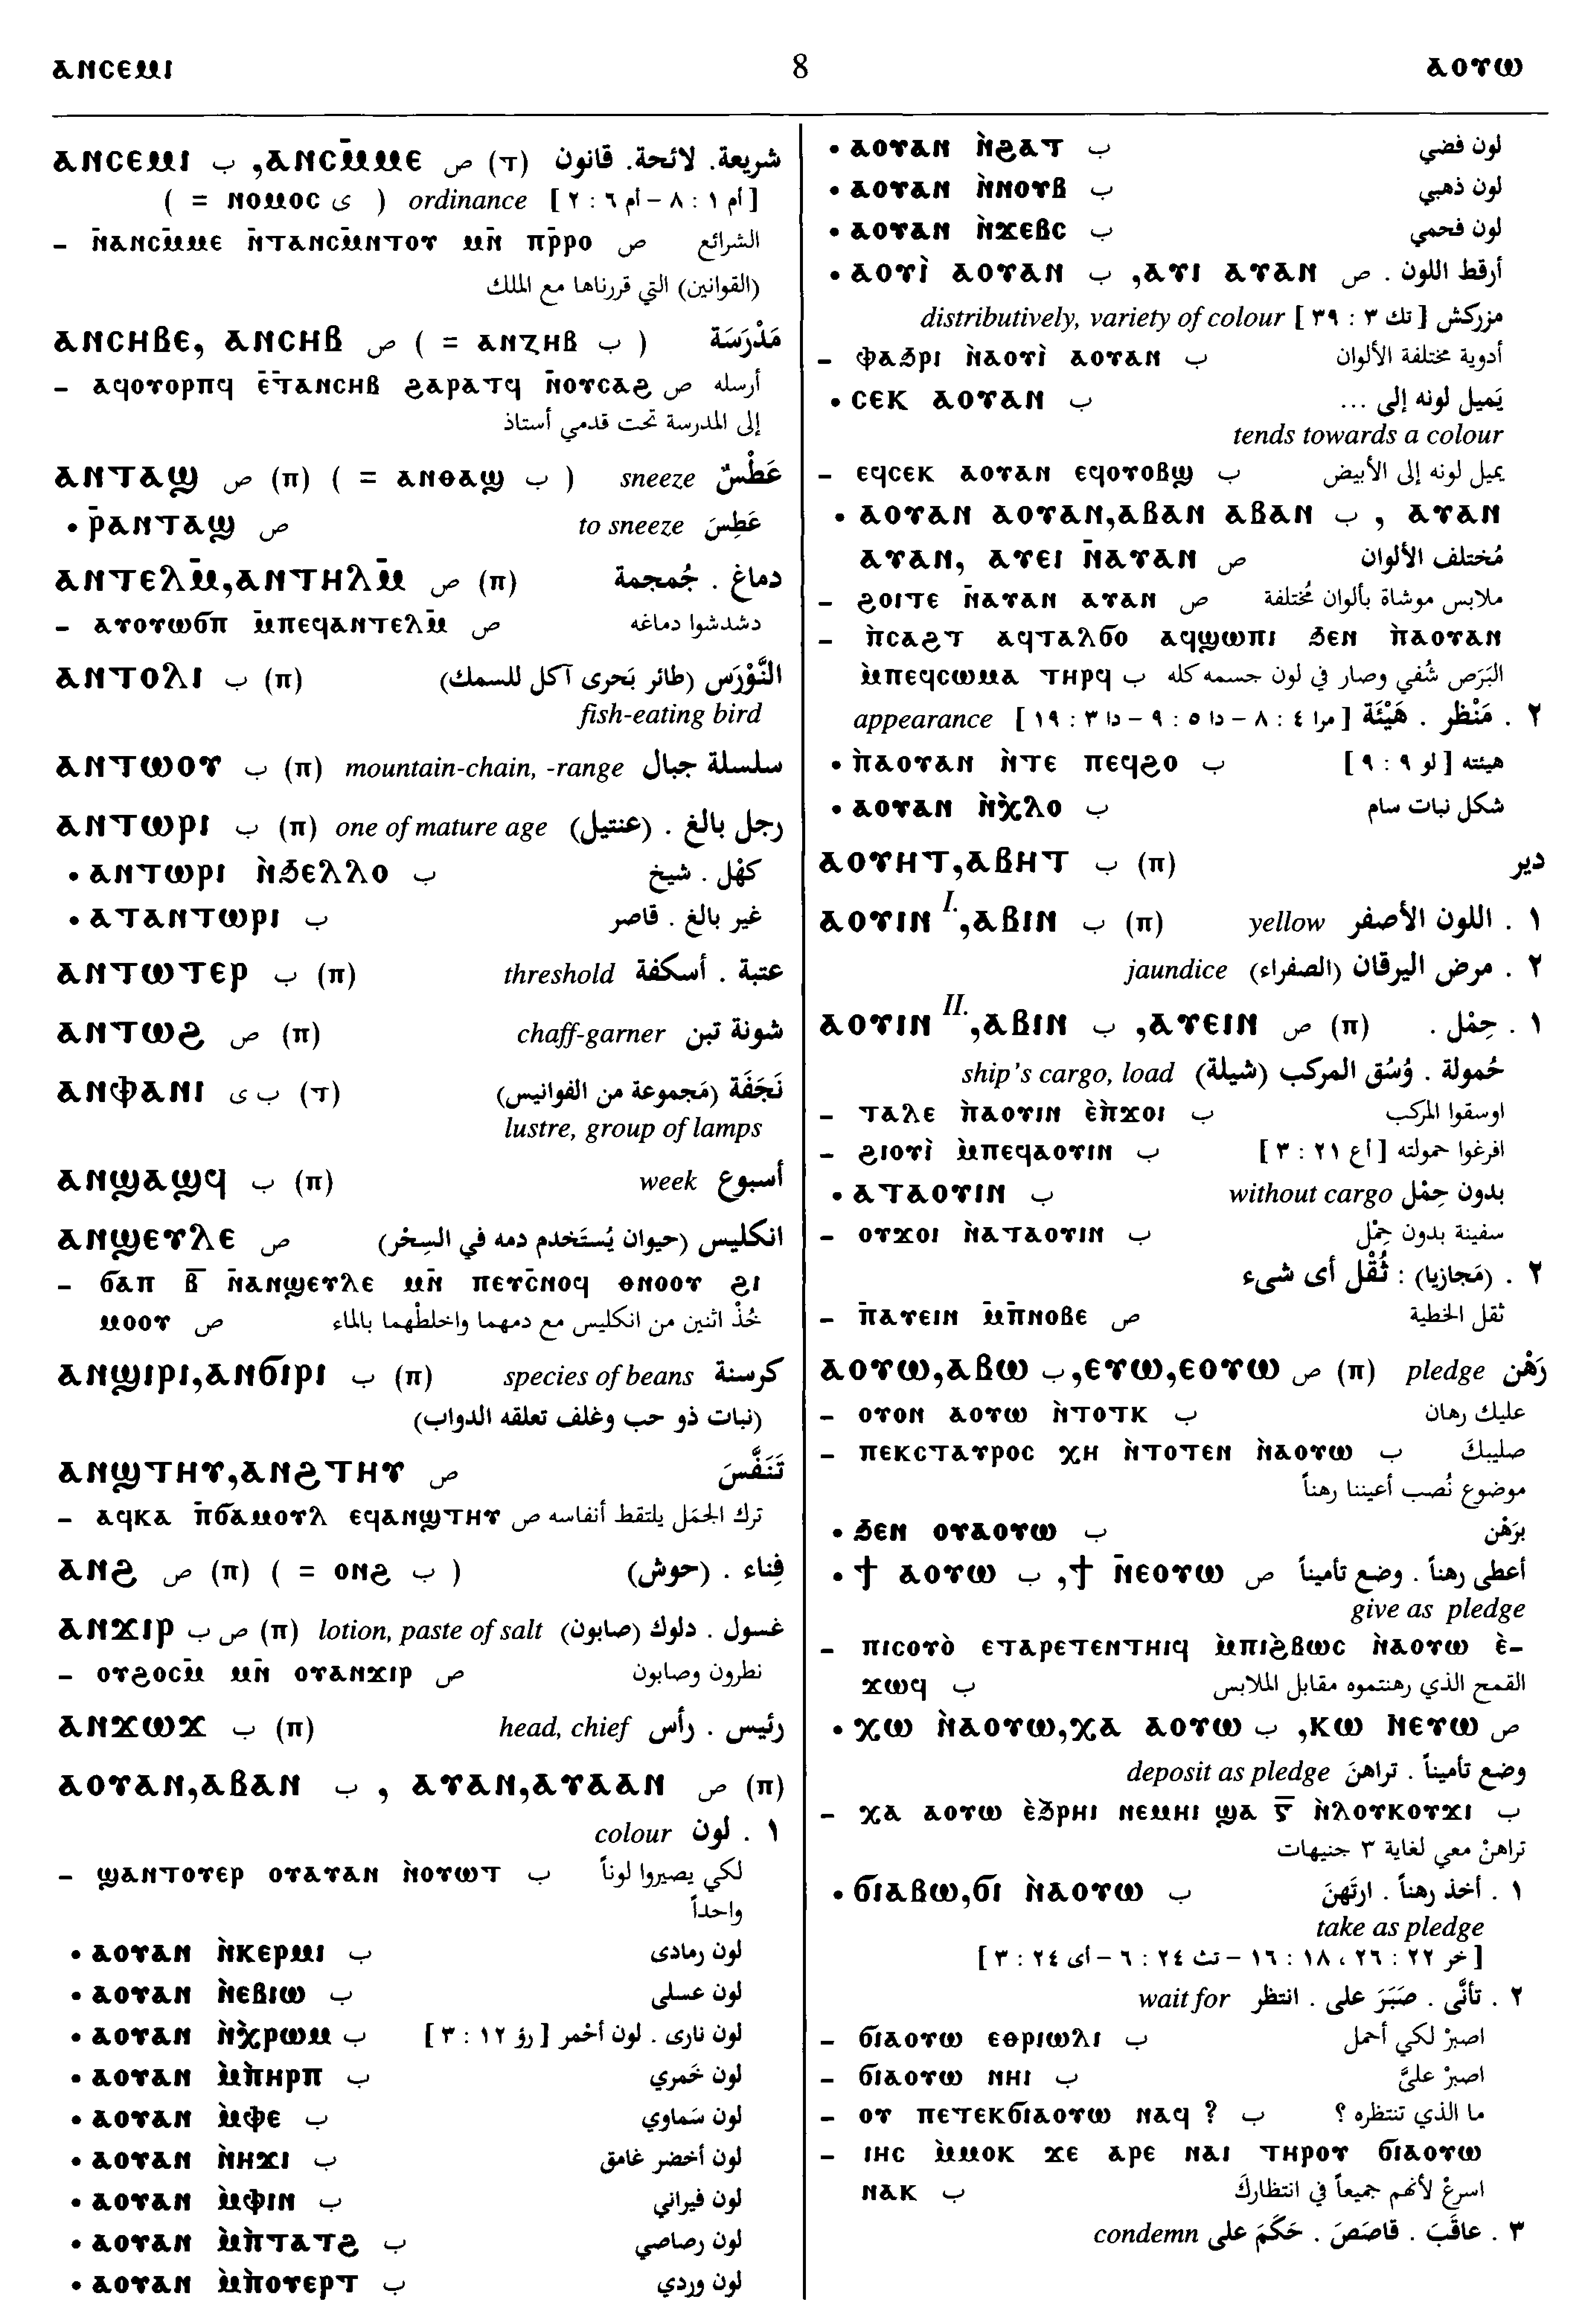 ⲁⲛⲥⲉⲙⲓ 8 ⲁⲟⲩⲱ
ⲁⲛⲥⲉⲙⲓ ب ,ⲁⲛⲥⲙ̄ⲙⲉ ص (ⲧ) شريعة. لائحة. قانون
( = ⲛⲟⲙⲟⲥ ى ) ordinance [ أم ١ : ٨ – أم ٦ : ٢ ]
– ⲛ̄ⲁⲛⲥⲙ̄ⲙⲉ ⲛ̄ⲧⲁⲛⲥⲙ̄ⲛⲧⲟⲩ ⲙⲛ̄ ⲡⲣ̄ⲣⲟ ص الشرائع
(القوانين) التي قررناها مع الملك
ⲁⲛⲥⲏⲃⲉ, ⲁⲛⲥⲏⲃ ص ( = ⲁⲛⲍⲏⲃ ب ) مَدْرَسَة
– ⲁϥⲟⲩⲟⲣⲡϥ ⲉ̄ⲧⲁⲛⲥⲏⲃ ϩⲁⲣⲁⲧϥ ⲛ̄ⲟⲩⲥⲁϩ ص أرسله
إلى المدرسة تحت قدمي أستاذ
ⲁⲛⲧⲁϣ ص (ⲡ) ( = ⲁⲛⲑⲁϣ ب ) sneeze عَطْسٌ
• ⲣ̄ⲁⲛⲧⲁϣ ص to sneeze عَطِسَ
ⲁⲛⲧⲉⲗⲙ̄,ⲁⲛⲧⲏⲗⲙ̄ ص (ⲡ) دماغ . جُمجمة
– ⲁⲩⲟⲩⲱϭⲡ ⲙ̄ⲡⲉϥⲁⲛⲧⲉⲗⲙ̄ ص دشدشوا دماغه
ⲁⲛⲧⲟⲗⲓ ب (ⲡ) النَّوْرَس (طائر بَحرى آكل للسمك)
fish-eating bird
ⲁⲛⲧⲱⲟⲩ ب (ⲡ) mountain-chain, -range سلسلة جبال
ⲁⲛⲧⲱⲣⲓ ب (ⲡ) one of mature age رجل بالغ . (عنتيل)
• ⲁⲛⲧⲱⲣⲓ ⲛ̀ϧⲉⲗⲗⲟ ب كهْل . شيخ
• ⲁⲧⲁⲛⲧⲱⲣⲓ ب غير بالغ . قاصر
ⲁⲛⲧⲱⲧⲉⲣ ب (ⲡ) threshold عتبة . أسكفة
ⲁⲛⲧⲱϩ ص (ⲡ) chaff-garner شونة تبن
ⲁⲛⲫⲁⲛⲓ ب ى (ⲧ) نَجَفَة (مَجموعة من الفوانيس)
lustre, group of lamps
ⲁⲛϣⲁϣϥ ب (ⲡ) week أسبوع
ⲁⲛϣⲉⲩⲗⲉ ص انكليس (حيوان يُستَخدم دمه في السِحْر)
– ϭⲁⲡ ⲃ̄ ⲛ̄ⲁⲛϣⲉⲩⲗⲉ ⲙⲛ̄ ⲡⲉⲩⲥ̄ⲛⲟϥ ⲑⲛⲟⲟⲩ ϩⲓ
ⲙⲟⲟⲩ ص خُذْ اثنين من انكليس مع دمهما واخلطْهما بالماء
ⲁⲛϣⲓⲣⲓ,ⲁⲛϭⲓⲣⲓ ب (ⲡ) species of beans كرسنة
(نبات ذو حب وغلف تعلقه الدواب)
ⲁⲛϣⲧⲏⲩ,ⲁⲛϩⲧⲏⲩ ص تَنَفَّسَ
– ⲁϥⲕⲁ ⲡ̄ϭⲁⲙⲟⲩⲗ ⲉϥⲁⲛϣⲧⲏⲩ ص ترك الجَمَل يلتقط أنفاسه
ⲁⲛϩ ص (ⲡ) ( = ⲟⲛϩ ب ) فِناء . (حوش)
ⲁⲛϫⲓⲣ ص ب (ⲡ) lotion, paste of salt غسول . دلوك (صابون)
– ⲟⲩϩⲟⲥⲙ̄ ⲙⲛ̄ ⲟⲩⲁⲛϫⲓⲣ ص نطرون وصابون
ⲁⲛϫⲱϫ ب (ⲡ) head, chief رئيس . رأس
ⲁⲟⲩⲁⲛ,ⲁⲃⲁⲛ ب , ⲁⲩⲁⲛ,ⲁⲩⲁⲁⲛ ص (ⲡ)
١ . لون colour
– ϣⲁⲛⲧⲟⲩⲉⲣ ⲟⲩⲁⲩⲁⲛ ⲛ̀ⲟⲩⲱⲧ ب لكي يصيروا لوناً
واحداً
• ⲁⲟⲩⲁⲛ ⲛ̀ⲕⲉⲣⲙⲓ ب لون رمادى
• ⲁⲟⲩⲁⲛ ⲛ̀ⲉⲃⲓⲱ ب لون عسلى
• ⲁⲟⲩⲁⲛ ⲛ̀ⲭⲣⲱⲙ ب لون نارى . لون أحْمر [ رؤ ١٢ : ٣ ]
• ⲁⲟⲩⲁⲛ ⲙ̀ⲡ̀ⲏⲣⲡ ب لون خَمري
• ⲁⲟⲩⲁⲛ ⲙ̀ⲫⲉ ب لون سَماوي
• ⲁⲟⲩⲁⲛ ⲛ̀ⲏϫⲓ ب لون أخضر غامق
• ⲁⲟⲩⲁⲛ ⲙ̀ⲫⲓⲛ ب لون فيراني
• ⲁⲟⲩⲁⲛ ⲙ̀ⲡ̀ⲧⲁⲧϩ ب لون رصاصي
• ⲁⲟⲩⲁⲛ ⲙ̀ⲡ̀ⲟⲩⲉⲣⲧ ب لون وردي
• ⲁⲟⲩⲁⲛ ⲛ̀ϩⲁⲧ ب لون فضي
• ⲁⲟⲩⲁⲛ ⲛ̀ⲛⲟⲩⲃ ب لون ذهبي
• ⲁⲟⲩⲁⲛ ⲛ̀ϫⲉⲃⲥ ب لون فحمي
• ⲁⲟⲩⲓ̀ ⲁⲟⲩⲁⲛ ب ,ⲁⲩⲓ ⲁⲩⲁⲛ ص أرقط اللون .
مزركش [ تك ٣ : ٣٩ ] distributively, variety of colour
– ⲫⲁϧⲣⲓ ⲛ̀ⲁⲟⲩⲓ̀ ⲁⲟⲩⲁⲛ ب أدوية مختلفة الألوان
• ⲥⲉⲕ ⲁⲟⲩⲁⲛ ب يَميل لونه إلى ...
tends towards a colour
– ⲉϥⲥⲉⲕ ⲁⲟⲩⲁⲛ ⲉϥⲟⲩⲟⲃϣ ب يميل لونه إلى الأبيض
• ⲁⲟⲩⲁⲛ ⲁⲟⲩⲁⲛ,ⲁⲃⲁⲛ ⲁⲃⲁⲛ ب , ⲁⲩⲁⲛ
ⲁⲩⲁⲛ, ⲁⲩⲉⲓ ⲛ̄ⲁⲩⲁⲛ ص مُختلف الألوان
– ϩⲟⲓⲧⲉ ⲛ̄ⲁⲩⲁⲛ ⲁⲩⲁⲛ ص ملابس موشاة بألوان مُختلفة
– ⲡ̀ⲥⲁϩⲧ ⲁϥⲧⲁⲗϭⲟ ⲁϥϣⲱⲡⲓ ϧⲉⲛ ⲡ̀ⲁⲟⲩⲁⲛ
ⲙ̀ⲡⲉϥⲥⲱⲙⲁ ⲧⲏⲣϥ ب البَرَص شُفي وصار في لون جسمه كله
٢ . مَنْظر . هَيْئَة [ مرا ٤ : ٨ – دا ٥ : ٩ – دا ٣ : ١٩ ] appearance
• ⲡ̀ⲁⲟⲩⲁⲛ ⲛ̀ⲧⲉ ⲡⲉϥϩⲟ ب هيئته [ لو ٩ : ٩ ]
• ⲁⲟⲩⲁⲛ ⲛ̀ⲭ̀ⲗⲟ ب شكل نبات سام
ⲁⲟⲩⲏⲧ,ⲁⲃⲏⲧ ب (ⲡ) دير
ⲁⲟⲩⲓⲛ I.,ⲁⲃⲓⲛ ب (ⲡ) yellow ١ . اللون الأصفر
٢ . مرض اليرقان (الصفراء) jaundice
ⲁⲟⲩⲓⲛ II.,ⲁⲃⲓⲛ ب ,ⲁⲩⲉⲓⲛ ص (ⲡ) ١ . حِمْل .
حُمولة . وُسْق المركب (شيلة) ship's cargo, load
– ⲧⲁⲗⲉ ⲡ̀ⲁⲟⲩⲓⲛ ⲉ̀ⲡ̀ϫⲟⲓ ب اوسقوا المركب
– ϩⲓⲟⲩⲓ̀ ⲙ̀ⲡⲉϥⲁⲟⲩⲓⲛ ب افرغوا حمولته [ أع ٢١ : ٣ ]
• ⲁⲧⲁⲟⲩⲓⲛ ب بدون حِمْل without cargo
– ⲟⲩϫⲟⲓ ⲛ̀ⲁⲧⲁⲟⲩⲓⲛ ب سفينة بدون حِمْل
٢ . (مَجازيا) : ثُقْل أى شىء
– ⲡ̄ⲁⲩⲉⲓⲛ ⲙ̄ⲡ̄ⲛⲟⲃⲉ ص ثقل الخطية
ⲁⲟⲩⲱ,ⲁⲃⲱ ب ,ⲉⲩⲱ,ⲉⲟⲩⲱ ص (ⲡ) pledge رَهْن
– ⲟⲩⲟⲛ ⲁⲟⲩⲱ ⲛ̀ⲧⲟⲧⲕ ب عليك رهان
– ⲡⲉⲕⲥⲧⲁⲩⲣⲟⲥ ⲭⲏ ⲛ̀ⲧⲟⲧⲉⲛ ⲛ̀ⲁⲟⲩⲱ ب صليبكَ
موضوع نُصب أعيننا رهناً
• ϧⲉⲛ ⲟⲩⲁⲟⲩⲱ ب برَهْن
• ϯ ⲁⲟⲩⲱ ب ,ϯ ⲛ̄ⲉⲟⲩⲱ ص أعطى رهناً . وضع تأميناً
give as pledge
– ⲡⲓⲥⲟⲩⲟ̀ ⲉⲧⲁⲣⲉⲧⲉⲛⲧⲏⲓϥ ⲙ̀ⲡⲓϩ̀ⲃⲱⲥ ⲛ̀ⲁⲟⲩⲱ ⲉ̀-
ϫⲱϥ ب القمح الذي رهنتموه مقابل الملابس
• ⲭⲱ ⲛ̀ⲁⲟⲩⲱ,ⲭⲁ ⲁⲟⲩⲱ ب ,ⲕⲱ ⲛⲉⲩⲱ ص
وضع تأميناً . تراهنَ deposit as pledge
– ⲭⲁ ⲁⲟⲩⲱ ⲉ̀ϧ̀ⲣⲏⲓ ⲛⲉⲙⲏⲓ ϣⲁ ⲋ̄ ⲛ̀ⲗⲟⲩⲕⲟⲩϫⲓ ب
تراهنْ معي لغاية ٣ جنيهات
• ϭⲓⲁⲃⲱ,ϭⲓ ⲛ̀ⲁⲟⲩⲱ ب ١ . أخذ رهناً . ارتَهنَ
take as pledge
[ خر ٢٢ : ٢٦ ، ١٨ : ١٦ – تث ٢٤ : ٦ – أى ٢٤ : ٣ ]
٢ . تأنَّى . صَبَرَ على . انتظر wait for
– ϭⲓⲁⲟⲩⲱ ⲉⲑⲣⲓⲱⲗⲓ ب اصبرْ لكي أحمل
– ϭⲓⲁⲟⲩⲱ ⲛⲏⲓ ب اصبرْ عليَّ
– ⲟⲩ ⲡⲉⲧⲉⲕϭⲓⲁⲟⲩⲱ ⲛⲁϥ ? ب ما الذي تنتظره ؟
– ⲓⲏⲥ ⲙ̀ⲙⲟⲕ ϫⲉ ⲁⲣⲉ ⲛⲁⲓ ⲧⲏⲣⲟⲩ ϭⲓⲁⲟⲩⲱ
ⲛⲁⲕ ب اسرعْ لأنهم جميعاً في انتظاركَ
٣ . عاقَبَ . قاصَصَ . حَكَمَ على condemn